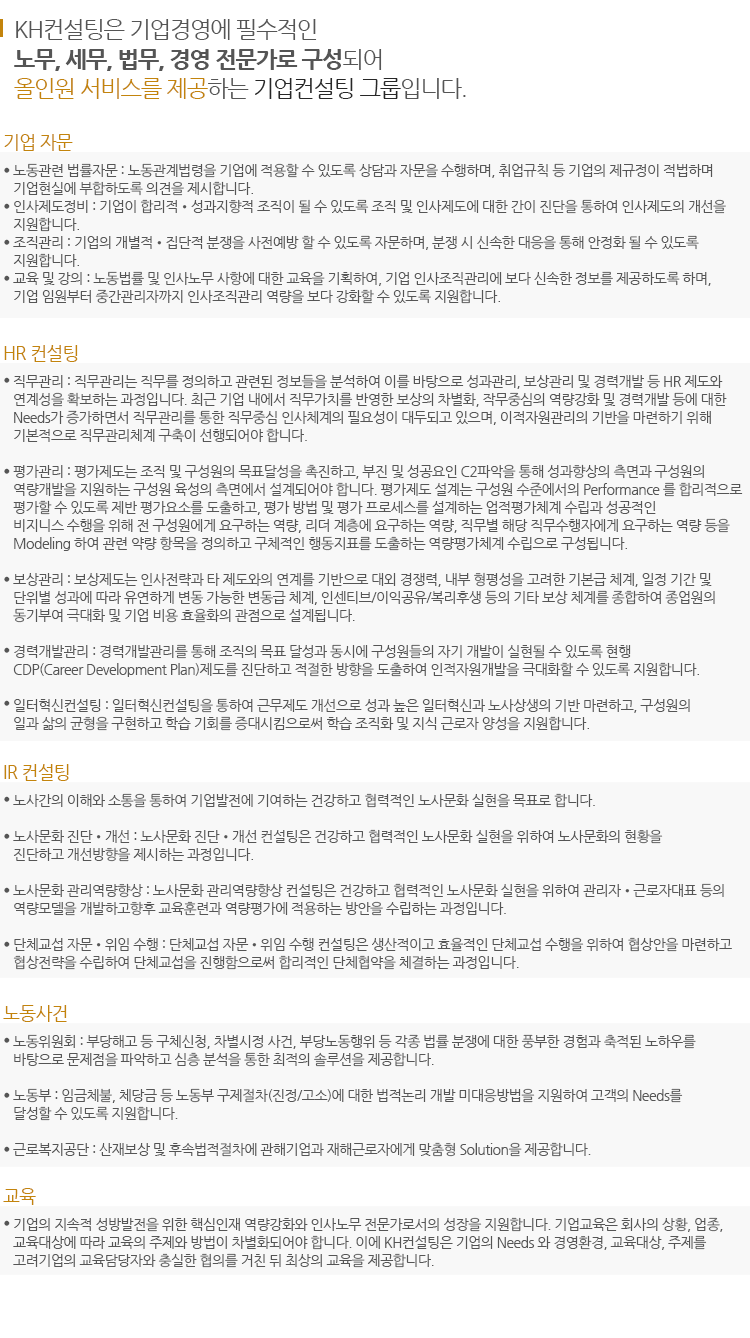 KH컨설팅은 기업경영에 필수적인
노무, 세무, 법무, 경영 전문가로 구성되어
올인원 서비스를 제공하는 기업컨설팅 그룹입니다.
기업 자문
• 노동관련 법률자문 : 노동관계법령을 기업에 적용할 수 있도록 상담과 자문을 수행하며, 취업규칙 등 기업의 제규정이 적법하며
기업현실에 부합하도록 의견을 제시합니다.
• 인사제도정비 : 기업이 합리적•성과지향적 조직이 될 수 있도록 조직 및 인사제도에 대한 간이 진단을 통하여 인사제도의 개선을
지원합니다.
• 조직관리 : 기업의 개별적•집단적 분쟁을 사전예방 할 수 있도록 자문하며, 분쟁 시 신속한 대응을 통해 안정화 될 수 있도록
지원합니다.
• 교육 및 강의 : 노동법률 및 인사노무 사항에 대한 교육을 기획하여, 기업 인사조직관리에 보다 신속한 정보를 제공하도록 하며,
기업 임원부터 중간관리자까지 인사조직관리 역량을 보다 강화할 수 있도록 지원합니다.
HR 컨설팅
• 직무관리 : 직무관리는 직무를 정의하고 관련된 정보들을 분석하여 이를 바탕으로 성과관리, 보상관리 및 경력개발 등 HR 제도와
연계성을 확보하는 과정입니다. 최근 기업 내에서 직무가치를 반영한 보상의 차별화, 작무중심의 역량강화 및 경력개발 등에 대한
Needs가 증가하면서 직무관리를 통한 직무중심 인사체계의 필요성이 대두되고 있으며, 이적자원관리의 기반을 마련하기 위해
기본적으로 직무관리체계 구축이 선행되어야 합니다.
• 평가관리 : 평가제도는 조직 및 구성원의 목표달성을 촉진하고, 부진 및 성공요인 C2파악을 통해 성과향상의 측면과 구성원의
역량개발을 지원하는 구성원 육성의 측면에서 설계되어야 합니다. 평가제도 설계는 구성원 수준에서의 Performance 를 합리적으로
평가할 수 있도록 제반 평가요소를 도출하고, 평가 방법 및 평가 프로세스를 설계하는 업적평가체계 수립과 성공적인
비지니스 수행을 위해 전 구성원에게 요구하는 역량, 리더 계층에 요구하는 역량, 직무별 해당 직무수행자에게 요구하는 역량 등을
Modeling 하여 관련 약량 항목을 정의하고 구체적인 행동지표를 도출하는 역량평가체계 수립으로 구성됩니다.
• 보상관리 : 보상제도는 인사전략과 타 제도와의 연계를 기반으로 대외 경쟁력, 내부 형평성을 고려한 기본급 체계, 일정 기간 및
단위별 성과에 따라 유연하게 변동 가능한 변동급 체계, 인센티브/이익공유/복리후생 등의 기타 보상 체계를 종합하여 종업원의
동기부여 극대화 및 기업 비용 효율화의 관점으로 설계됩니다.
• 경력개발관리 : 경력개발관리를 통해 조직의 목표 달성과 동시에 구성원들의 자기 개발이 실현될 수 있도록 현행
CDP(Career Development Plan)제도를 진단하고 적절한 방향을 도출하여 인적자원개발을 극대화할 수 있도록 지원합니다.
• 일터혁신컨설팅 : 일터혁신컨설팅을 통하여 근무제도 개선으로 성과 높은 일터혁신과 노사상생의 기반 마련하고, 구성원의
일과 삶의 균형을 구현하고 학습 기회를 증대시킴으로써 학습 조직화 및 지식 근로자 양성을 지원합니다.
IR 컨설팅
• 노사간의 이해와 소통을 통하여 기업발전에 기여하는 건강하고 협력적인 노사문화 실현을 목표로 합니다.
• 노사문화 진단•개선 : 노사문화 진단•개선 컨설팅은 건강하고 협력적인 노사문화 실현을 위하여 노사문화의 현황을
진단하고 개선방향을 제시하는 과정입니다.
• 노사문화 관리역량향상 : 노사문화 관리역량향상 컨설팅은 건강하고 협력적인 노사문화 실현을 위하여 관리자•근로자대표 등의
역량모델을 개발하고향후 교육훈련과 역량평가에 적용하는 방안을 수립하는 과정입니다.
• 단체교섭 자문•위임 수행 : 단체교섭 자문•위임 수행 컨설팅은 생산적이고 효율적인 단체교섭 수행을 위하여 협상안을 마련하고
협상전략을 수립하여 단체교섭을 진행함으로써 합리적인 단체협약을 체결하는 과정입니다.
노동사건
• 노동위원회 : 부당해고 등 구체신청, 차별시정 사건, 부당노동행위 등 각종 법률 분쟁에 대한 풍부한 경험과 축적된 노하우를
바탕으로 문제점을 파악하고 심층 분석을 통한 최적의 솔루션을 제공합니다.
• 노동부 : 임금체불, 체당금 등 노동부 구제절차(진정/고소)에 대한 법적논리 개발 미대응방법을 지원하여 고객의 Needs를
달성할 수 있도록 지원합니다.
• 근로복지공단 : 산재보상 및 후속법적절차에 관해기업과 재해근로자에게 맞춤형 Solution을 제공합니다.
교육
• 기업의 지속적 성방발전을 위한 핵심인재 역량강화와 인사노무 전문가로서의 성장을 지원합니다. 기업교육은 회사의 상황, 업종,
교육대상에 따라 교육의 주제와 방법이 차별화되어야 합니다. 이에 KH컨설팅은 기업의 Needs 와 경영환경, 교육대상, 주제를
고려기업의 교육담당자와 충실한 협의를 거친 뒤 최상의 교육을 제공합니다.